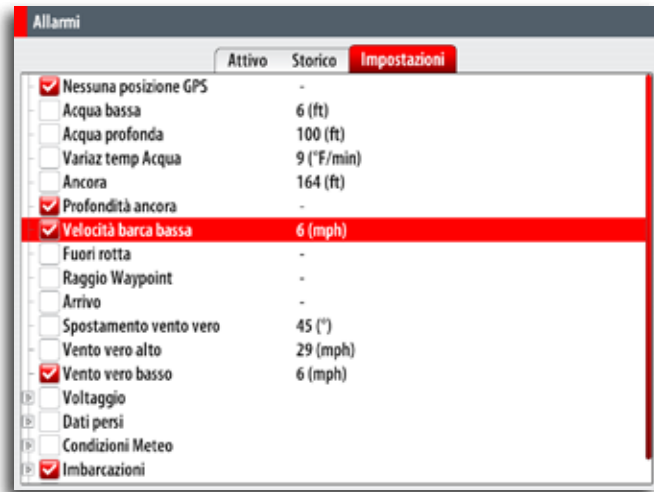 Allarmi
Attivo Storico Impostazioni
Nessuna posizione GPS -
Acqua bassa 6 (ft)
Acqua profonda 100 (ft)
Variaz temp Acqua 9 (°F/min)
Ancora 164 (ft)
Profondità ancora -
Velocità barca bassa 6 (mph)
Fuori rotta -
Raggio Waypoint -
Arrivo -
Spostamento vento vero 45 (°)
Vento vero alto 29 (mph)
Vento vero basso 6 (mph)
Voltaggio
Dati persi
Condizioni Meteo
Imbarcazioni